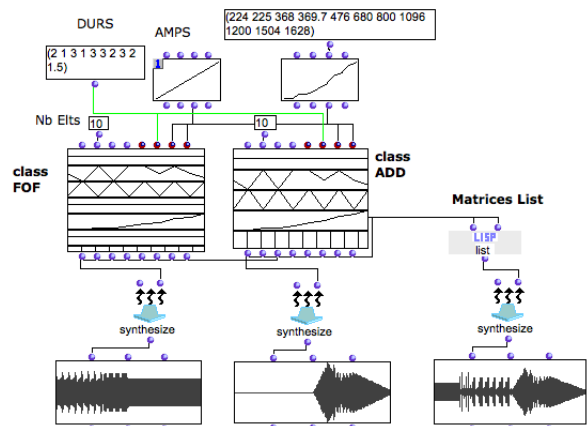 DURS
AMPS
(224 225 368 369.7 476 680 800 1096
1200 1504 1628)
(2 1 3 1 3 3 2 3 2
1.5)
1
Nb Elts
10
10
class
FOF
class
ADD
Matrices List
LISP
list
synthesize
synthesize
synthesize